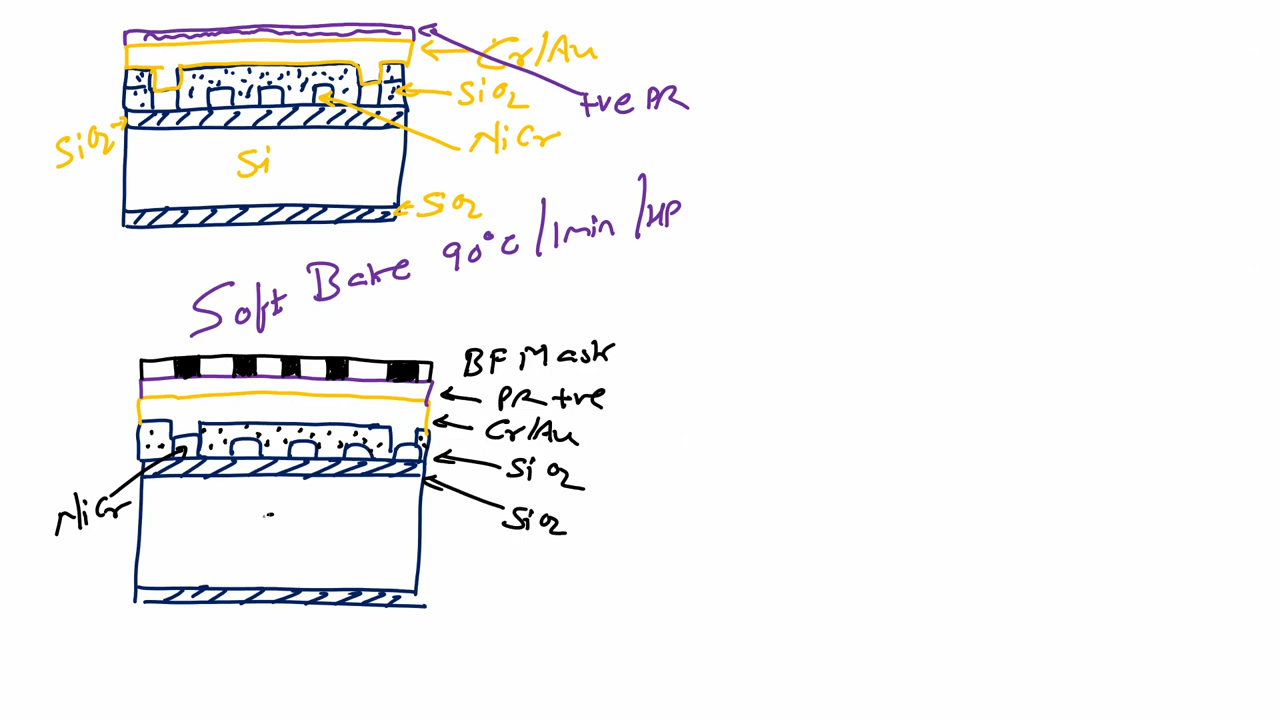 Cr/Au
SiO2
+ve PR
NiCr
SiO2
Si
SiO2
Soft Bake 90°C/1min/HP
BF Mask
PR +ve
Cr/Au
SiO2
NiCr
SiO2